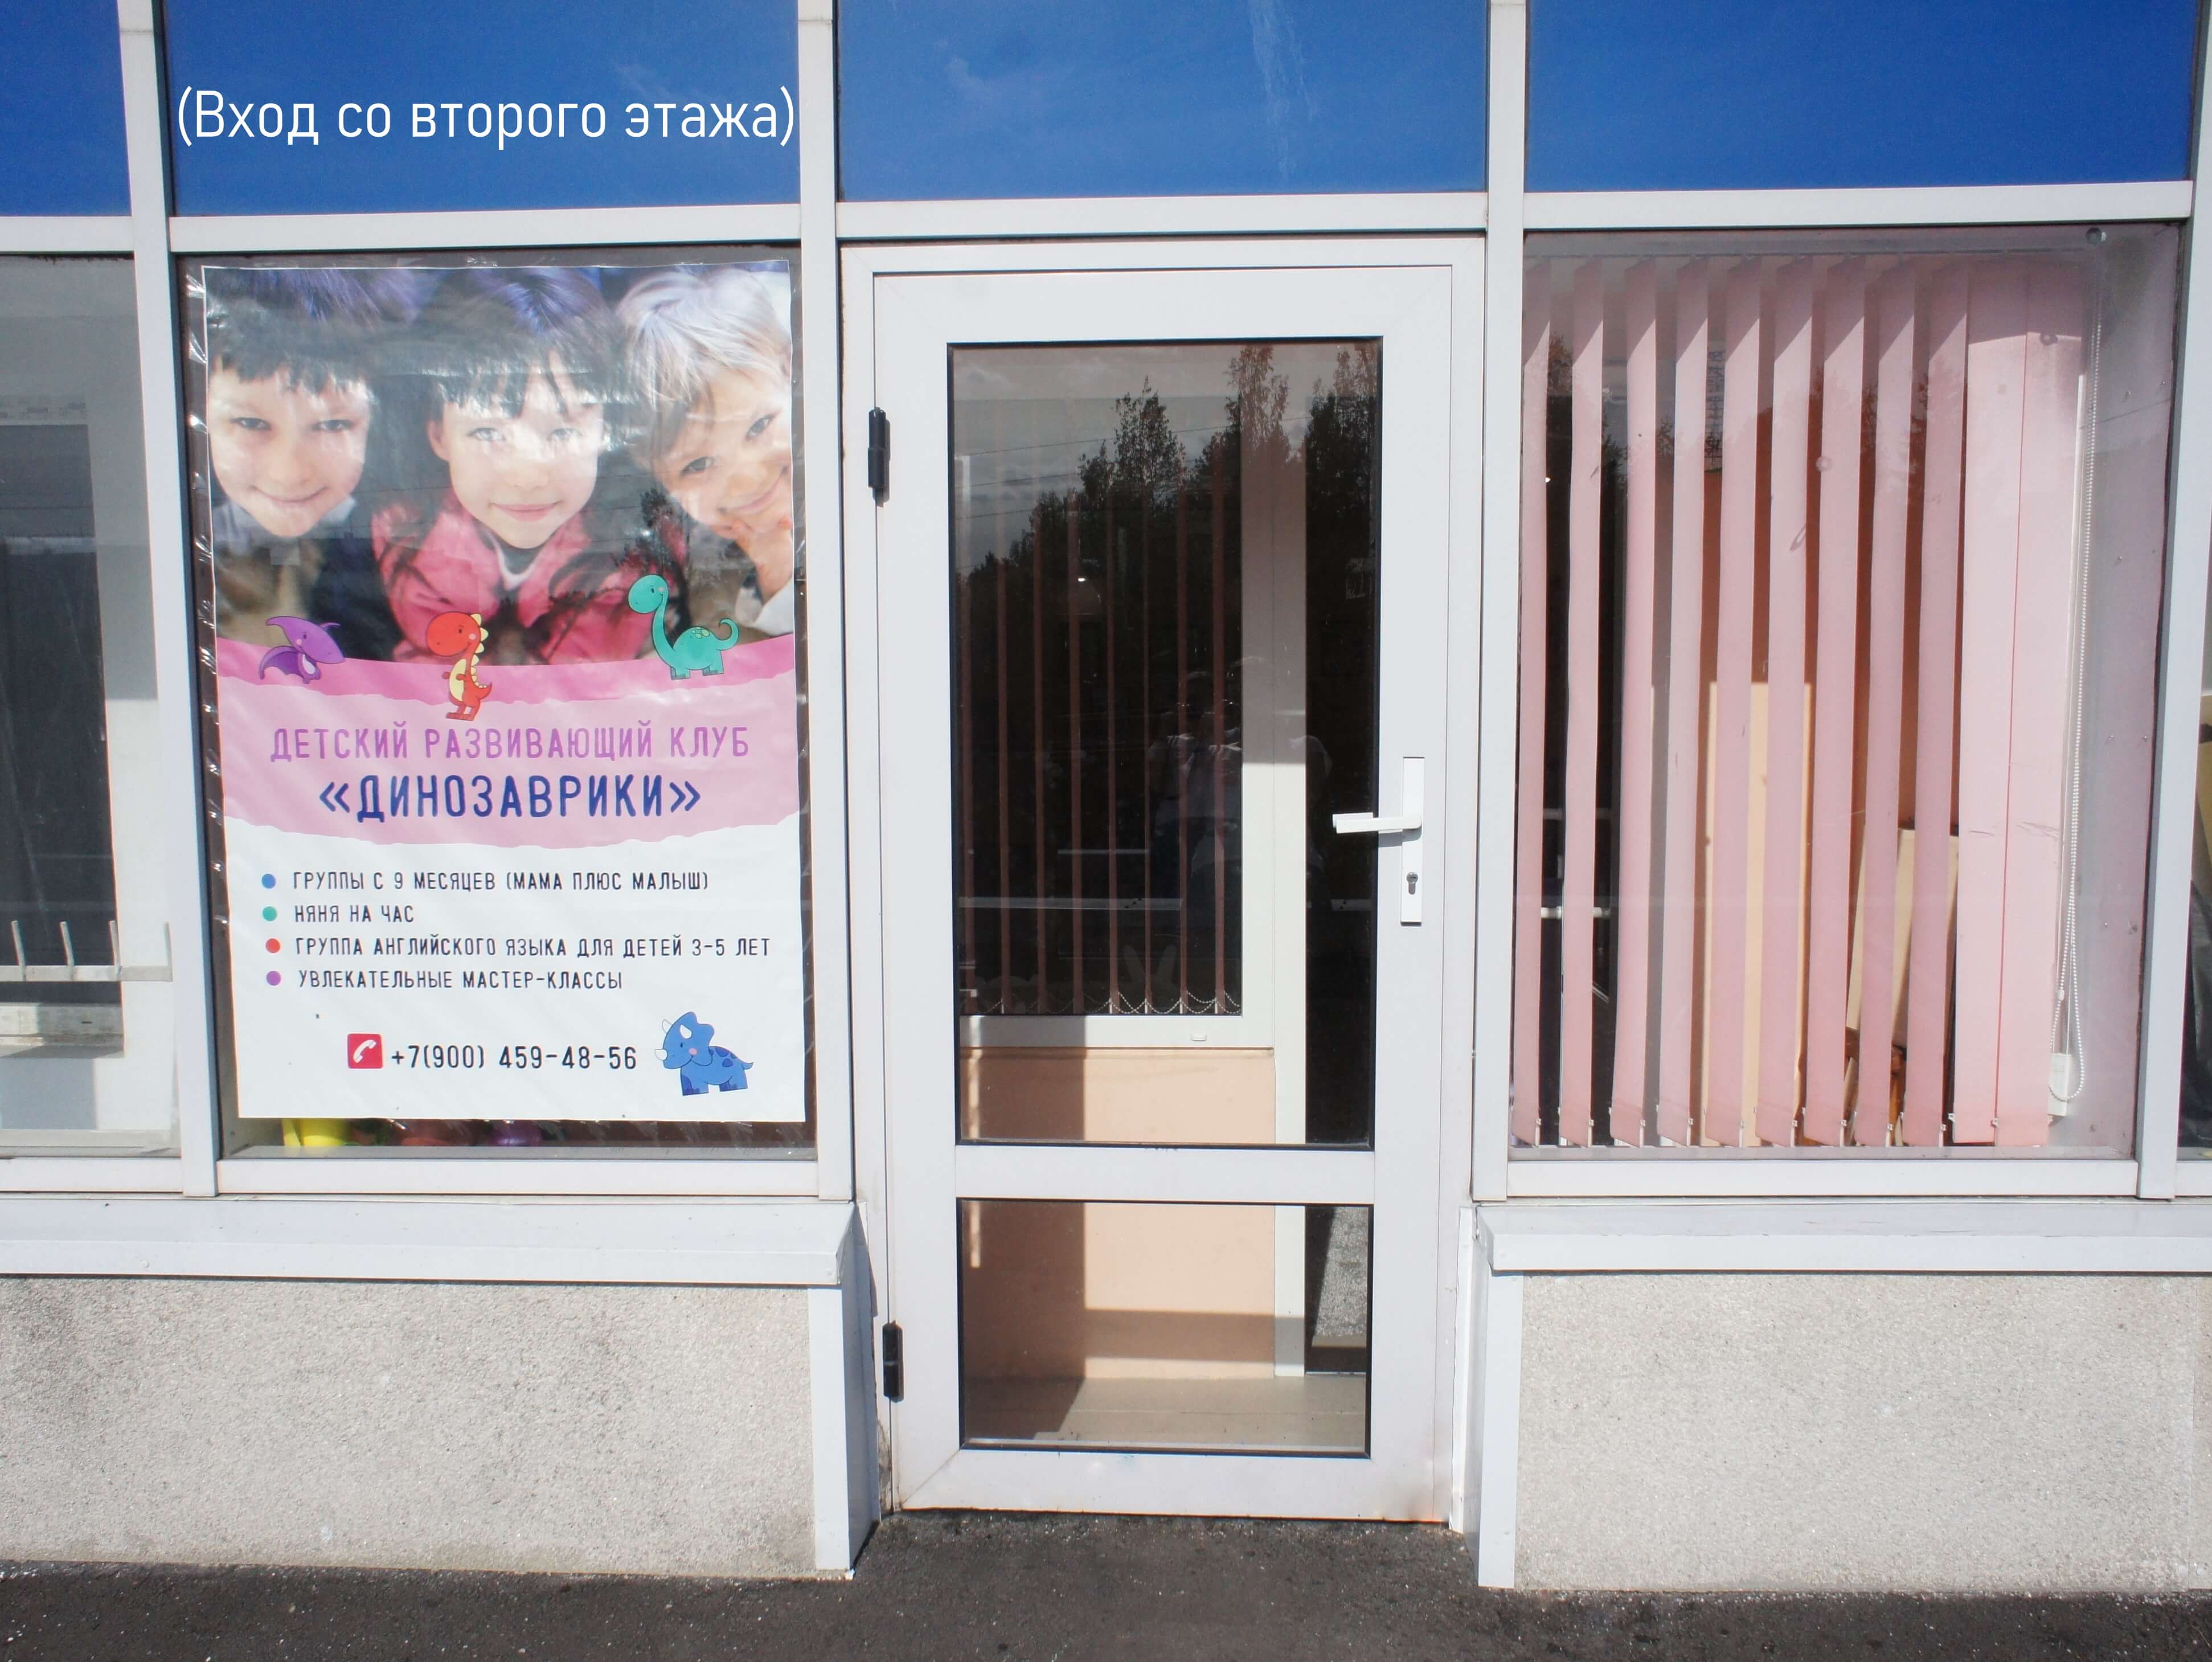 (Вход со второго этажа)
ДЕТСКИЙ РАЗВИВАЮЩИЙ КЛУБ
«ДИНОЗАВРИКИ»
ГРУППЫ С 9 МЕСЯЦЕВ (МАМА ПЛЮС МАЛЫШ)
НЯНЯ НА ЧАС
ГРУППА АНГЛИЙСКОГО ЯЗЫКА ДЛЯ ДЕТЕЙ 3-5 ЛЕТ
УВЛЕКАТЕЛЬНЫЕ МАСТЕР-КЛАССЫ
+7(900) 459-48-56